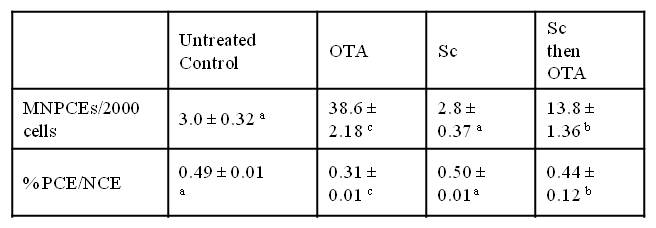 Untreated
Control
OTA
Sc
Sc
then
OTA
MNPCEs/2000
cells
3.0 ± 0.32 a
38.6 ±
2.18 c
2.8 ±
0.37 a
13.8 ±
1.36 b
%PCE/NCE
0.49 ± 0.01
a
0.31 ±
0.01 c
0.50 ±
0.01a
0.44 ±
0.12 b